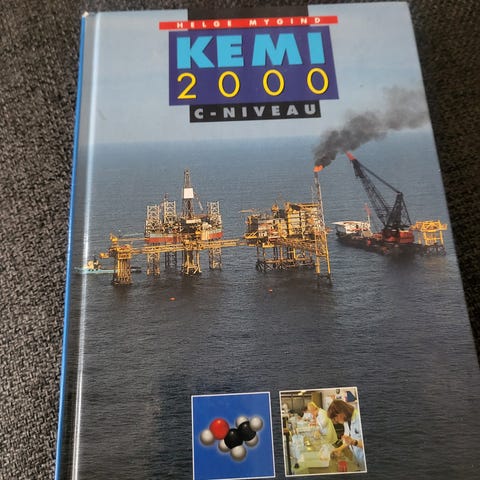 HELGE MYGIND
KEMI
2000
C-NIVEAU